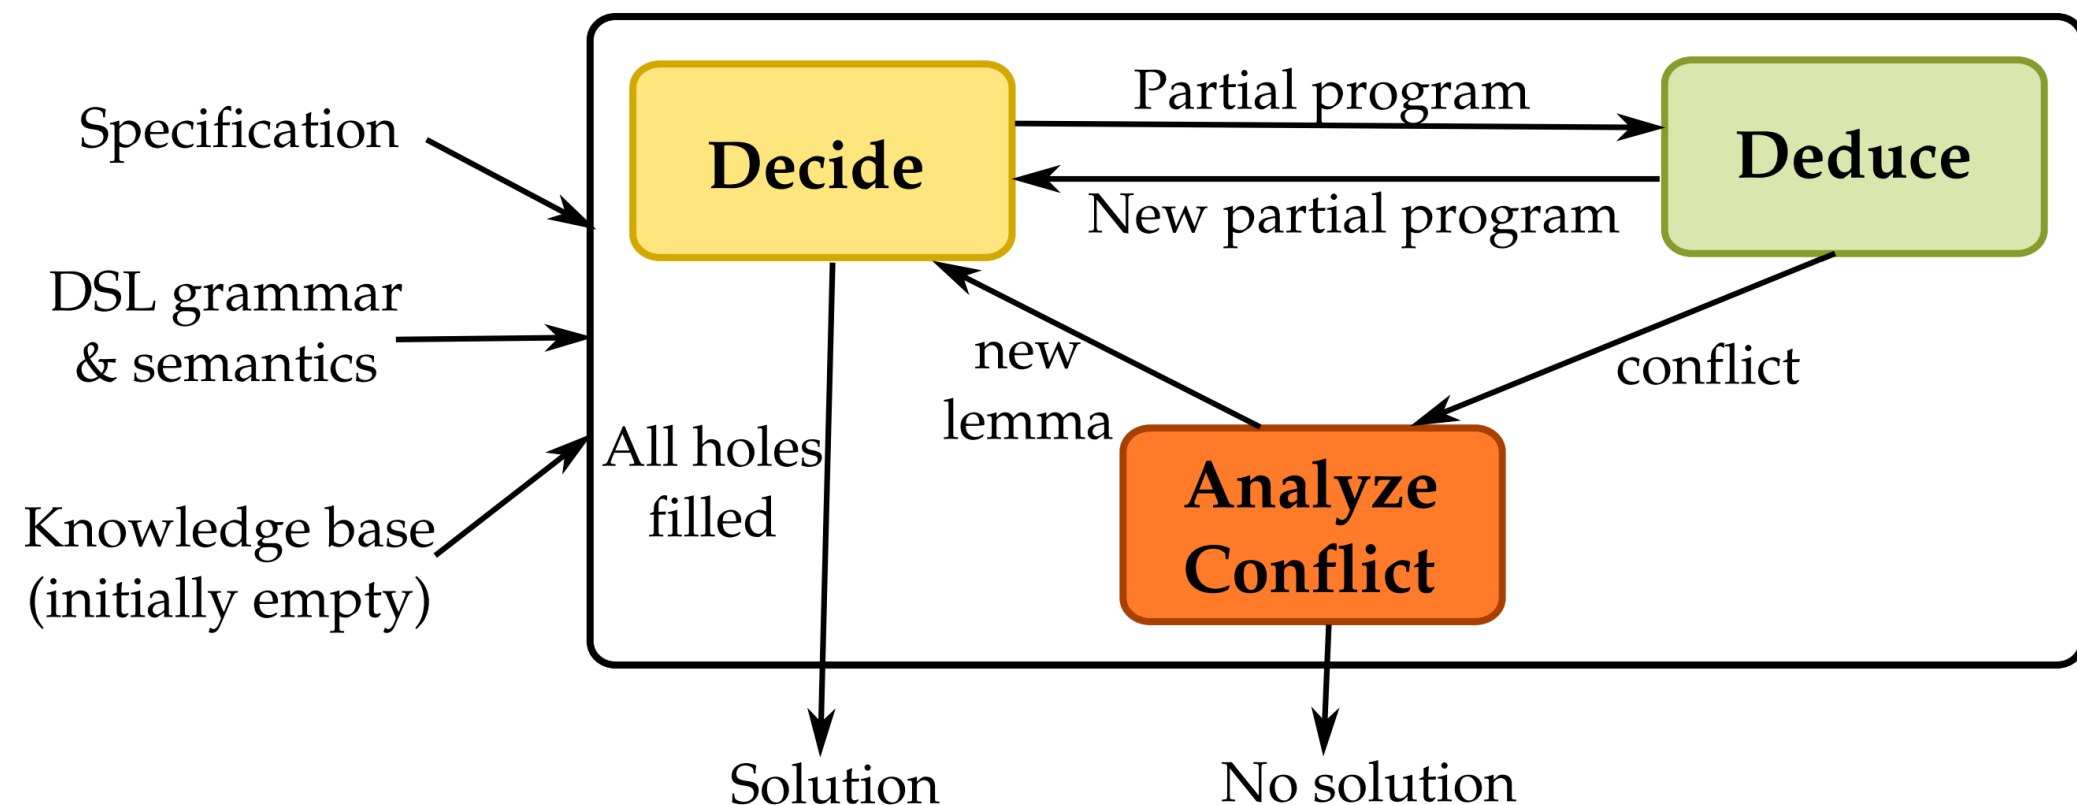 Specification
DSL grammar
& semantics
Knowledge base
(initially empty)
Decide
Partial program
New partial program
Deduce
new
lemma
conflict
All holes
filled
Analyze
Conflict
Solution
No solution